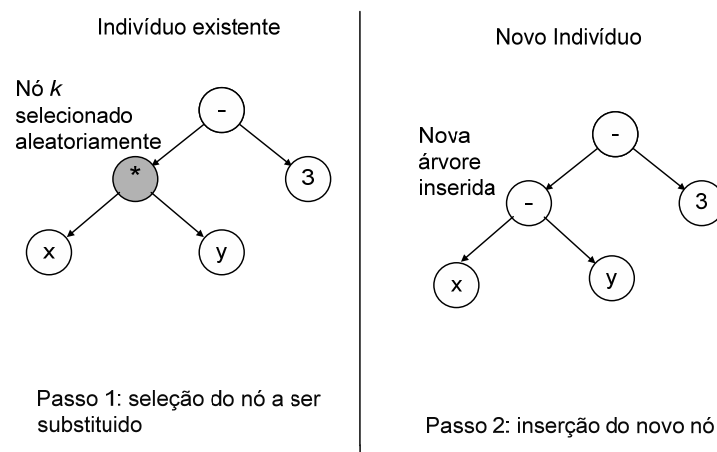 Indivíduo existente
Nó k
selecionado
aleatoriamente
-
*
3
x
y
Passo 1: seleção do nó a ser
substituido
Novo Indivíduo
Nova
árvore
inserida
-
-
3
x
y
Passo 2: inserção do novo nó